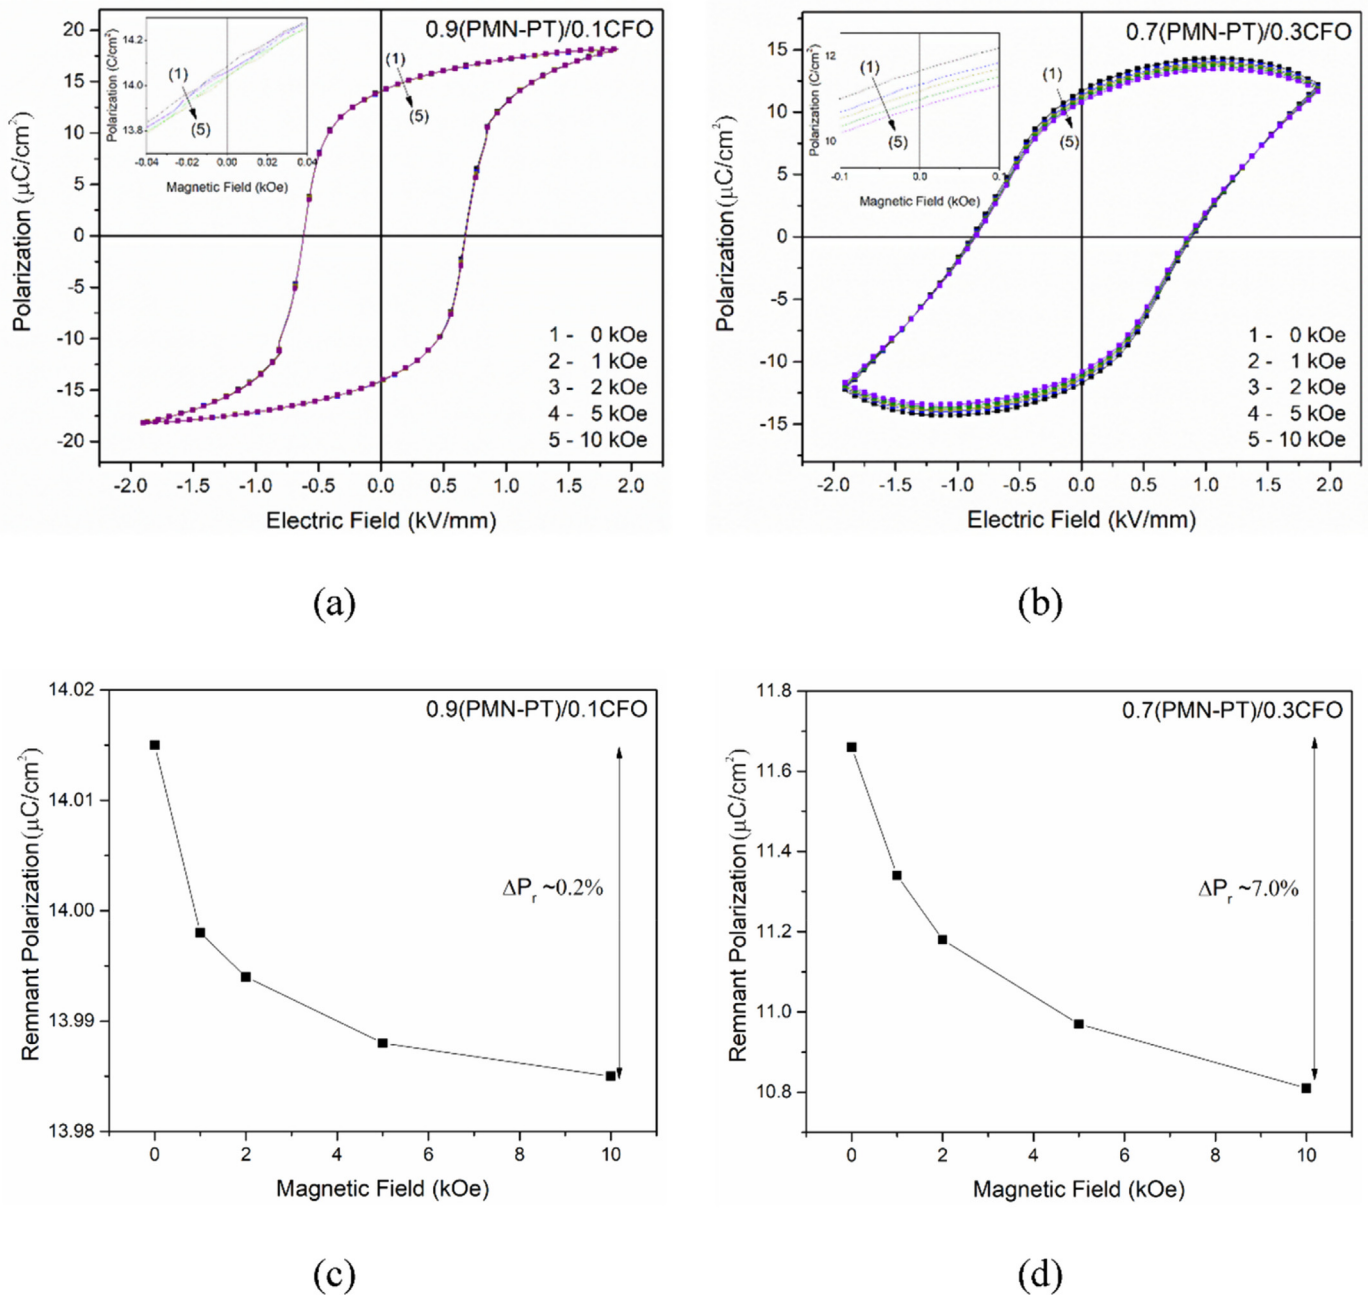 0.9(PMN-PT)/0.1CFO
Polarization (μC/cm²)
20
15
10
5
0
-5
-10
-15
-20
-2.0 -1.5 -1.0 -0.5 0.0 0.5 1.0 1.5 2.0
Electric Field (kV/mm)
Polarization (C/cm²)
14.2
14.0
13.8
-0.04 -0.02 0.00 0.02 0.04
Magnetic Field (kOe)
(1)
(5)
(1)
(5)
1 - 0 kOe
2 - 1 kOe
3 - 2 kOe
4 - 5 kOe
5 - 10 kOe
(a)
0.7(PMN-PT)/0.3CFO
Polarization (μC/cm²)
15
10
5
0
-5
-10
-15
-2.0 -1.5 -1.0 -0.5 0.0 0.5 1.0 1.5 2.0
Electric Field (kV/mm)
Polarization (C/cm²)
12
10
-0.1 0.0 0.1
Magnetic Field (kOe)
(1)
(5)
(1)
(5)
1 - 0 kOe
2 - 1 kOe
3 - 2 kOe
4 - 5 kOe
5 - 10 kOe
(b)
0.9(PMN-PT)/0.1CFO
Remnant Polarization (μC/cm²)
14.02
14.01
14.00
13.99
13.98
ΔPr ~0.2%
0 2 4 6 8 10
Magnetic Field (kOe)
(c)
0.7(PMN-PT)/0.3CFO
Remnant Polarization (μC/cm²)
11.8
11.6
11.4
11.2
11.0
10.8
ΔPr ~7.0%
0 2 4 6 8 10
Magnetic Field (kOe)
(d)